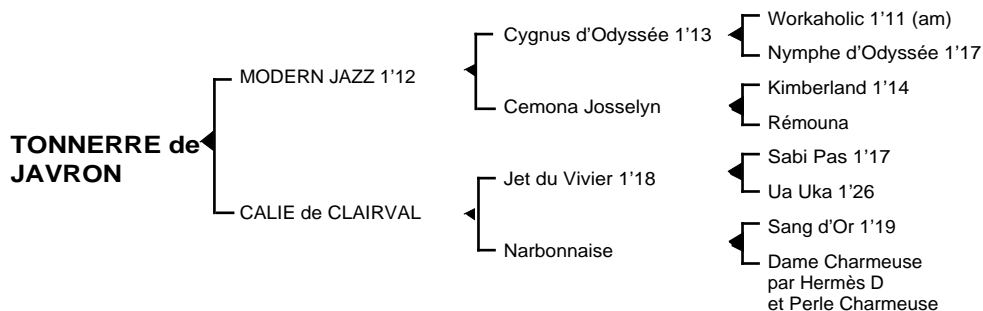 TONNERRE de
JAVRON
MODERN JAZZ 1’12
CALIE de CLAIRVAL
Cygnus d’Odyssée 1’13
Cemona Josselyn
Jet du Vivier 1’18
Narbonnaise
Workaholic 1’11 (am)
Nymphe d’Odyssée 1’17
Kimberland 1’14
Rémouna
Sabi Pas 1’17
Ua Uka 1’26
Sang d’Or 1’19
Dame Charmeuse
par Hermès D
et Perle Charmeuse